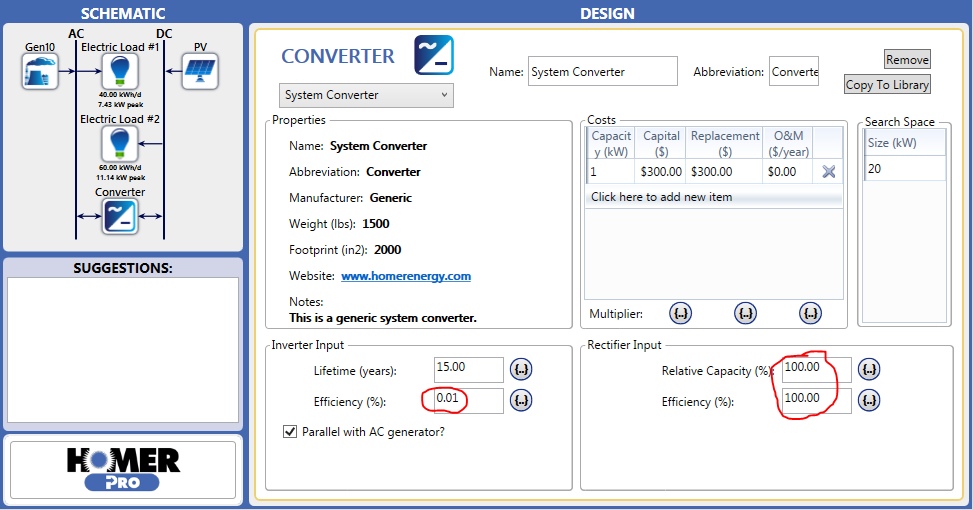 SCHEMATIC
AC
DC
Gen10
Electric Load #1
PV
40.00 kWh/d
7.43 kW peak
Electric Load #2
60.00 kWh/d
11.14 kW peak
Converter
SUGGESTIONS:
HOMER
PRO
DESIGN
CONVERTER
System Converter
Name: System Converter
Abbreviation: Converte
Remove
Copy To Library
Properties
Name: System Converter
Abbreviation: Converter
Manufacturer: Generic
Weight (lbs): 1500
Footprint (in2): 2000
Website: www.homerenergy.com
Notes:
This is a generic system converter.
Costs
Capacit Capital Replacement O&M
y (kW) ($) ($) ($/year)
1 $300.00 $300.00 $0.00
Click here to add new item
Multiplier: {..} {..} {..}
Search Space
Size (kW)
20
Inverter Input
Lifetime (years): 15.00 {..}
Efficiency (%): 0.01 {..}
Parallel with AC generator?
Rectifier Input
Relative Capacity (%): 100.00 {..}
Efficiency (%): 100.00 {..}